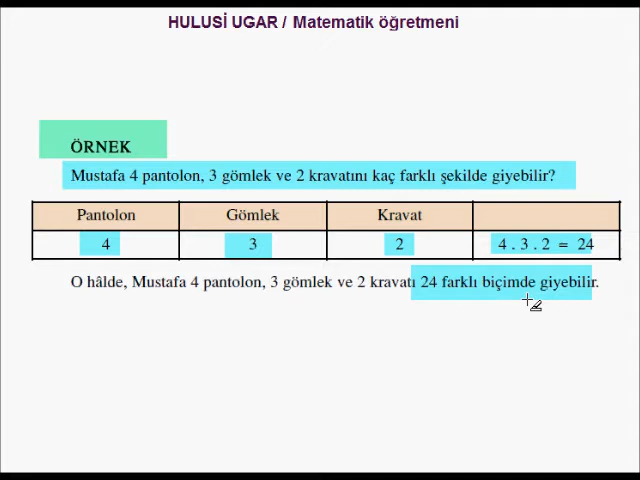 HULUSİ UGAR / Matematik öğretmeni
ÖRNEK
Mustafa 4 pantolon, 3 gömlek ve 2 kravatını kaç farklı şekilde giyebilir?
Pantolon Gömlek Kravat
4 3 2 4 . 3 . 2 = 24
O hâlde, Mustafa 4 pantolon, 3 gömlek ve 2 kravatı 24 farklı biçimde giyebilir.